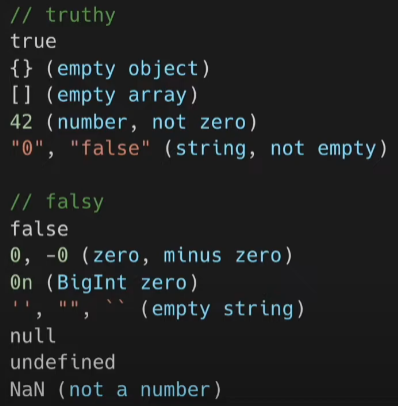 // truthy
true
{} (empty object)
[] (empty array)
42 (number, not zero)
"0", "false" (string, not empty)
// falsy
false
0, -0 (zero, minus zero)
0n (BigInt zero)
'', "", `` (empty string)
null
undefined
NaN (not a number)